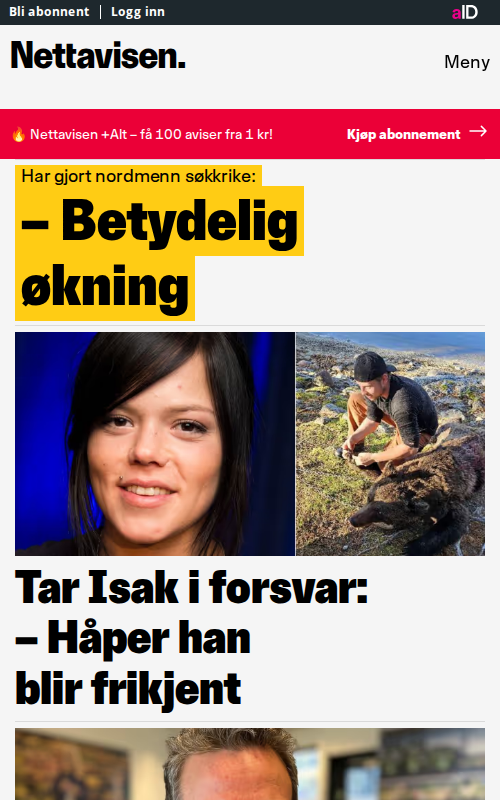 Bli abonnent | Logg inn
aID
Nettavisen.
Meny
🔥 Nettavisen +Alt – få 100 aviser fra 1 kr!
Kjøp abonnement →
Har gjort nordmenn søkkrike:
– Betydelig
økning
Tar Isak i forsvar:
– Håper han
blir frikjent